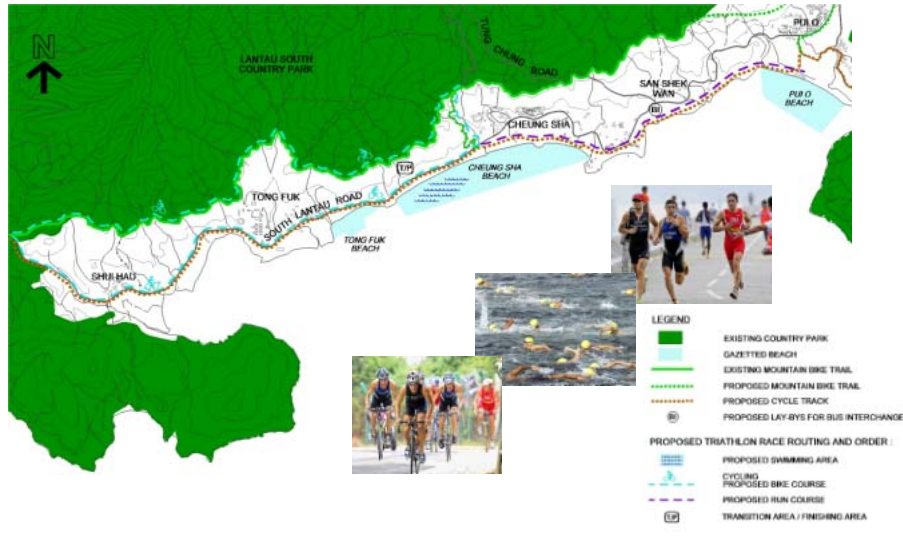 N
LANTAU SOUTH
COUNTRY PARK
TUNG CHUNG ROAD
PUI O
SAN SHEK
WAN
BI
PUI O
BEACH
CHEUNG SHA
CHEUNG SHA
BEACH
T/P
TONG FUK
SOUTH LANTAU ROAD
TONG FUK
BEACH
SHUI HAU
LEGEND
EXISTING COUNTRY PARK
GAZETTED BEACH
EXISTING MOUNTAIN BIKE TRAIL
PROPOSED MOUNTAIN BIKE TRAIL
PROPOSED CYCLE TRACK
BI
PROPOSED LAY-BYS FOR BUS INTERCHANGE
PROPOSED TRIATHLON RACE ROUTING AND ORDER :
PROPOSED SWIMMING AREA
CYCLING
PROPOSED BIKE COURSE
PROPOSED RUN COURSE
T/P
TRANSITION AREA / FINISHING AREA